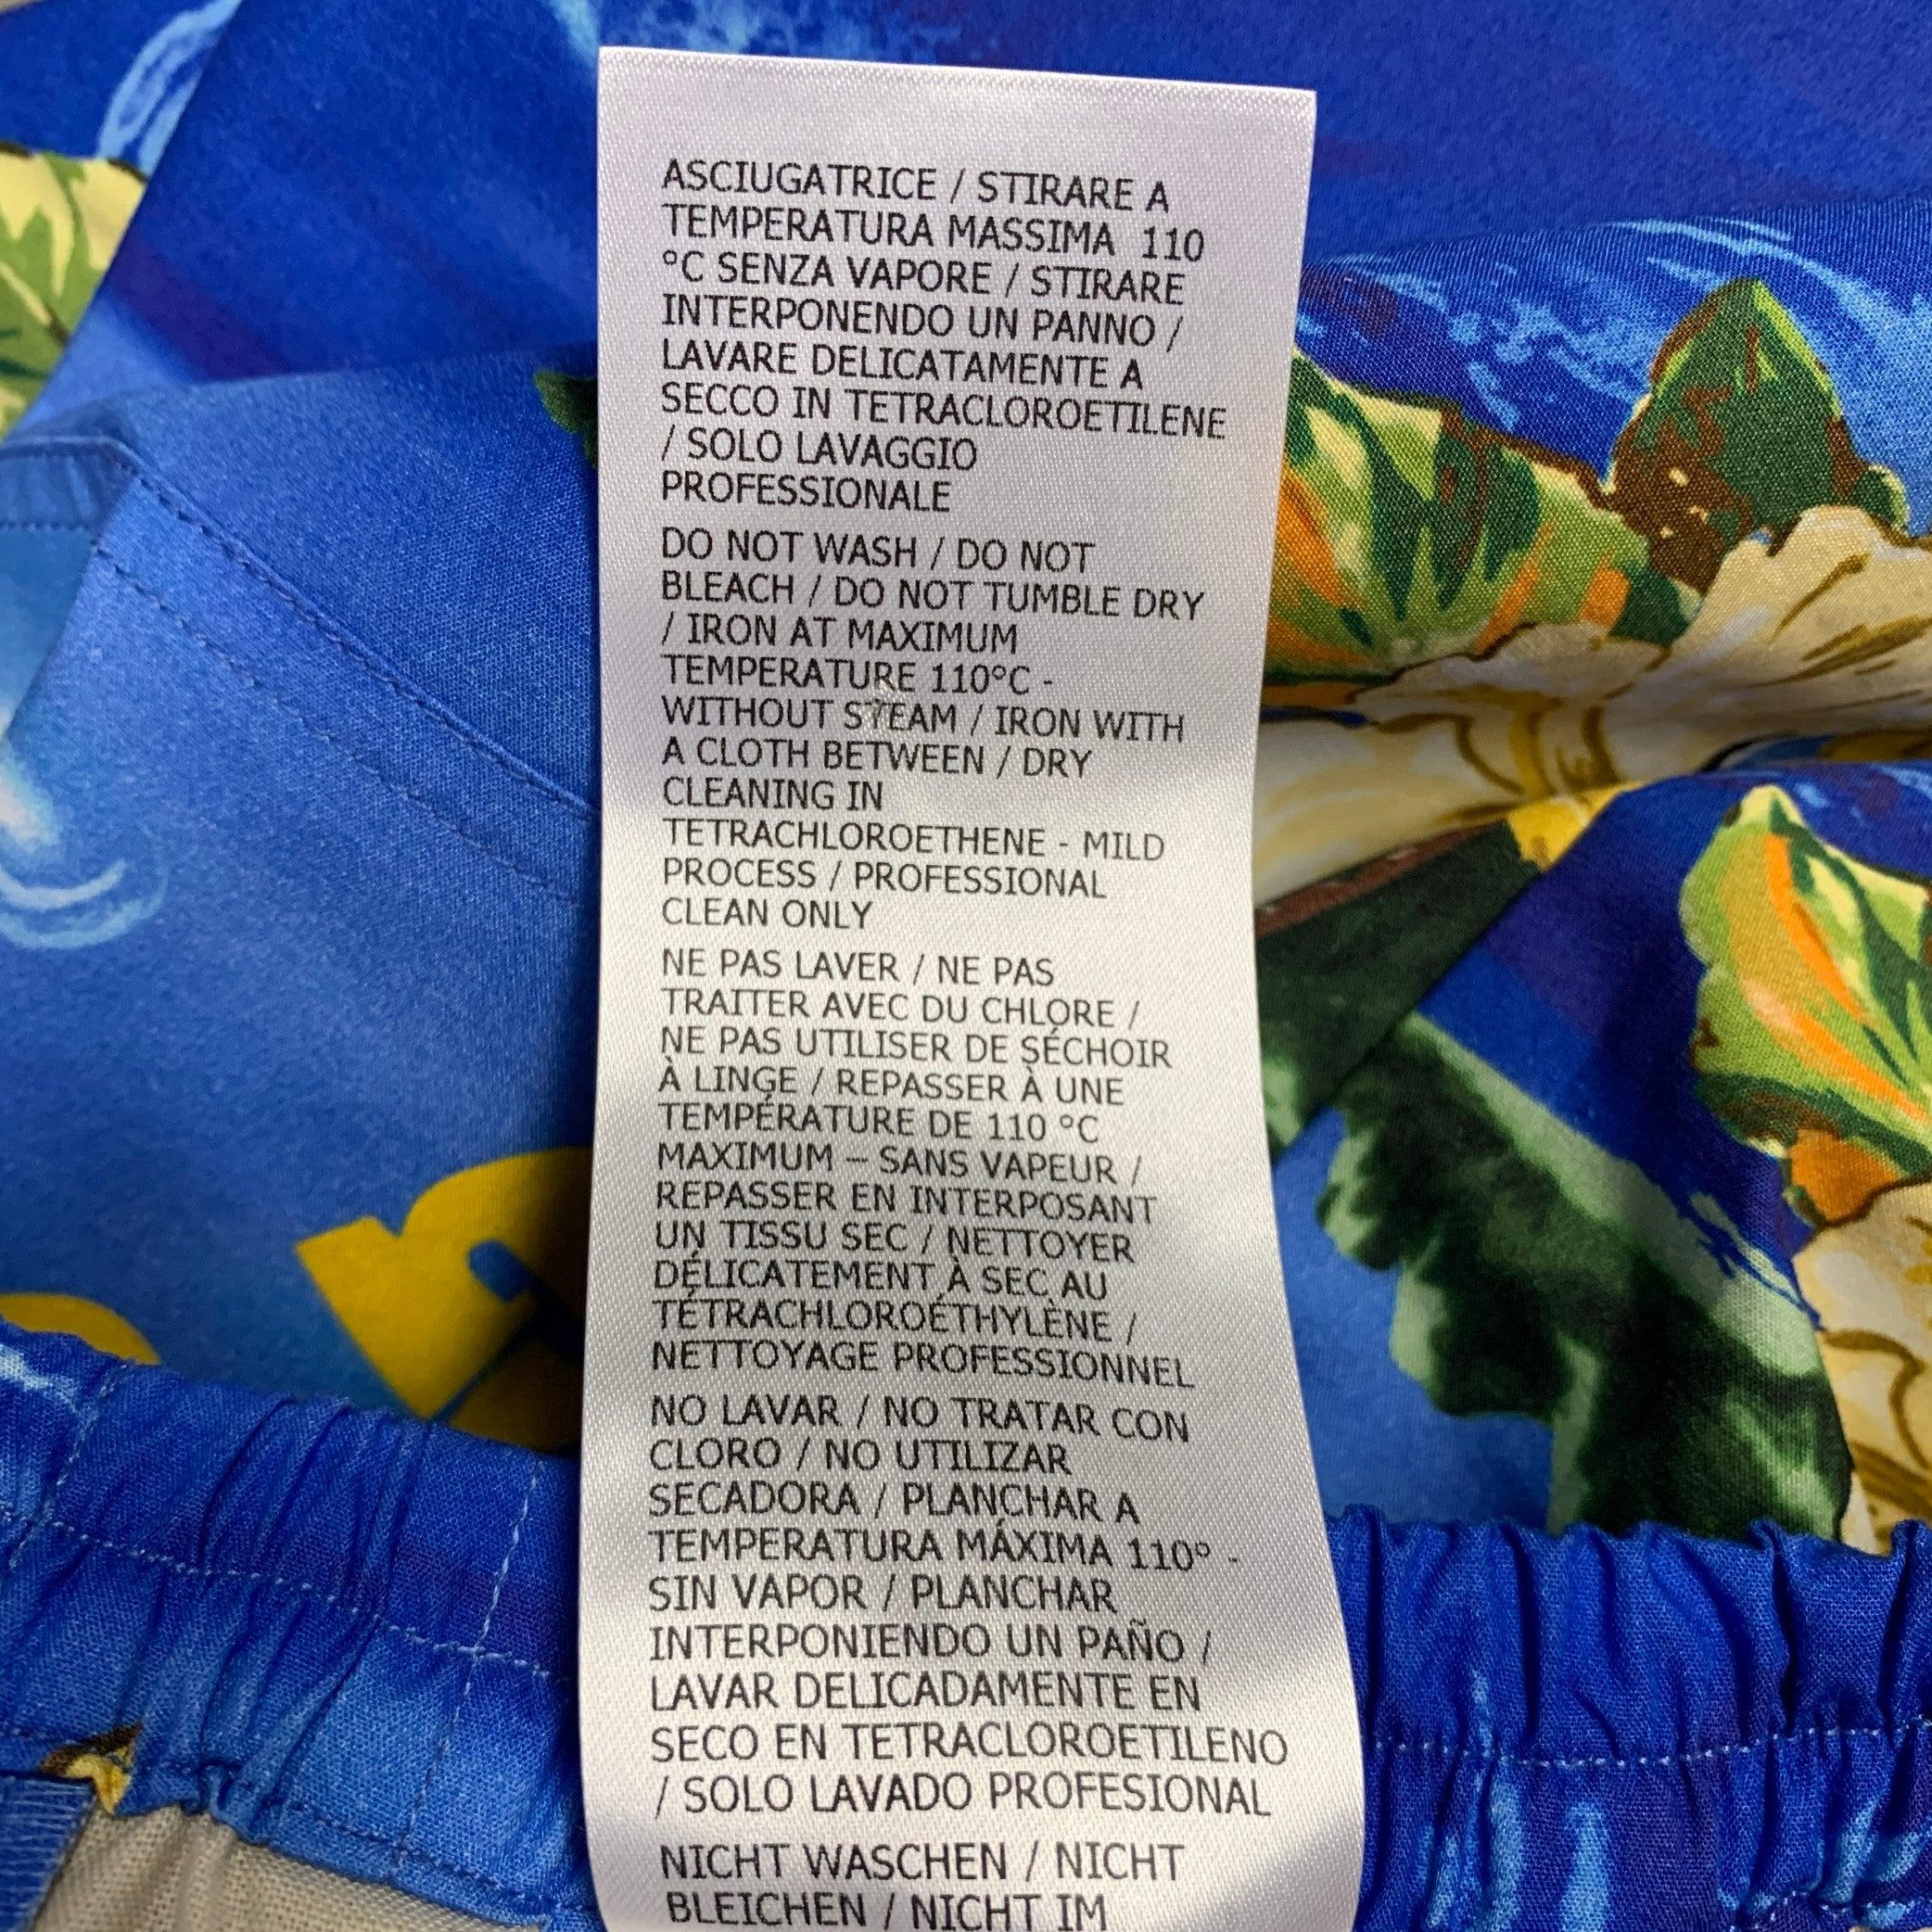 ASCIUGATRICE / STIRARE A
TEMPERATURA MASSIMA 110
°C SENZA VAPORE / STIRARE
INTERPONENDO UN PANNO /
LAVARE DELICATAMENTE A
SECCO IN TETRACLOROETILENE
/ SOLO LAVAGGIO
PROFESSIONALE
DO NOT WASH / DO NOT
BLEACH / DO NOT TUMBLE DRY
/ IRON AT MAXIMUM
TEMPERATURE 110°C -
WITHOUT STEAM / IRON WITH
A CLOTH BETWEEN / DRY
CLEANING IN
TETRACHLOROETHENE - MILD
PROCESS / PROFESSIONAL
CLEAN ONLY
NE PAS LAVER / NE PAS
TRAITER AVEC DU CHLORE /
NE PAS UTILISER DE SÉCHOIR
À LINGE / REPASSER À UNE
TEMPÉRATURE DE 110 °C
MAXIMUM – SANS VAPEUR /
REPASSER EN INTERPOSANT
UN TISSU SEC / NETTOYER
DÉLICATEMENT À SEC AU
TÉTRACHLOROÉTHYLÈNE /
NETTOYAGE PROFESSIONNEL
NO LAVAR / NO TRATAR CON
CLORO / NO UTILIZAR
SECADORA / PLANCHAR A
TEMPERATURA MÁXIMA 110° -
SIN VAPOR / PLANCHAR
INTERPONIENDO UN PAÑO /
LAVAR DELICADAMENTE EN
SECO EN TETRACLOROETILENO
/ SOLO LAVADO PROFESIONAL
NICHT WASCHEN / NICHT
BLEICHEN / NICHT IM